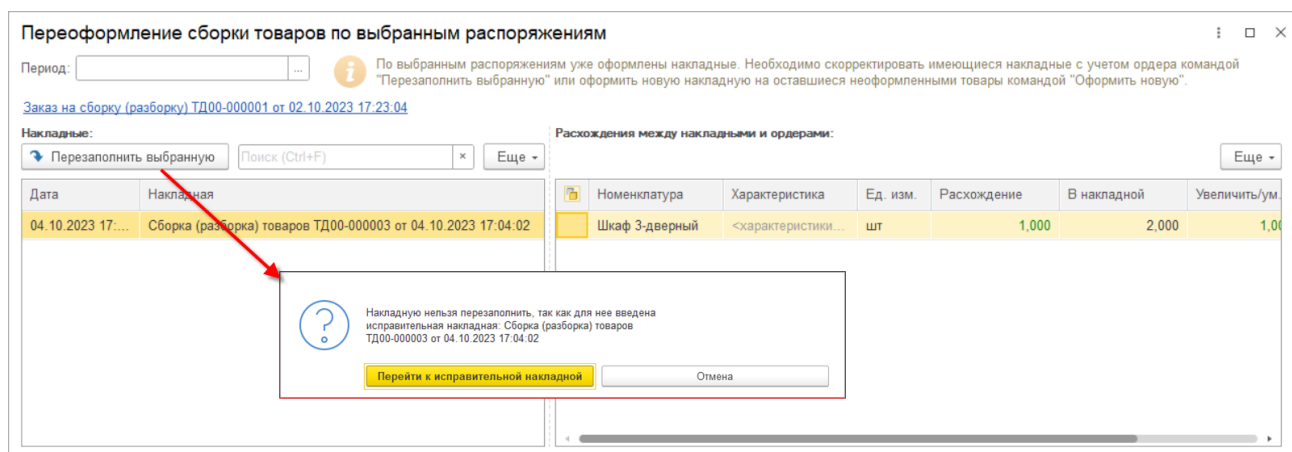 Переоформление сборки товаров по выбранным распоряжениям
Период:
...
По выбранным распоряжениям уже оформлены накладные. Необходимо скорректировать имеющиеся накладные с учетом ордера командой
"Перезаполнить выбранную" или оформить новую накладную на оставшиеся неоформленными товары командой "Оформить новую".
Заказ на сборку (разборку) ТД00-000001 от 02.10.2023 17:23:04
Накладные:
Перезаполнить выбранную
Поиск (Ctrl+F)
×
Еще
Дата Накладная
04.10.2023 17:... Сборка (разборка) товаров ТД00-000003 от 04.10.2023 17:04:02
Расхождения между накладными и ордерами:
Еще
Номенклатура Характеристика Ед. изм. Расхождение В накладной Увеличить/ум.
Шкаф 3-дверный <характеристики... шт 1,000 2,000 1,00
Накладную нельзя перезаполнить, так как для нее введена
исправительная накладная: Сборка (разборка) товаров
ТД00-000003 от 04.10.2023 17:04:02
Перейти к исправительной накладной
Отмена